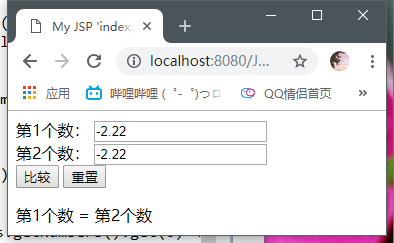 My JSP 'index.
localhost:8080/J...
应用
哔哩哔哩 ( ゜- ゜)つロ
QQ情侣首页
»
第1个数： -2.22
第2个数： -2.22
比较 重置
第1个数 = 第2个数